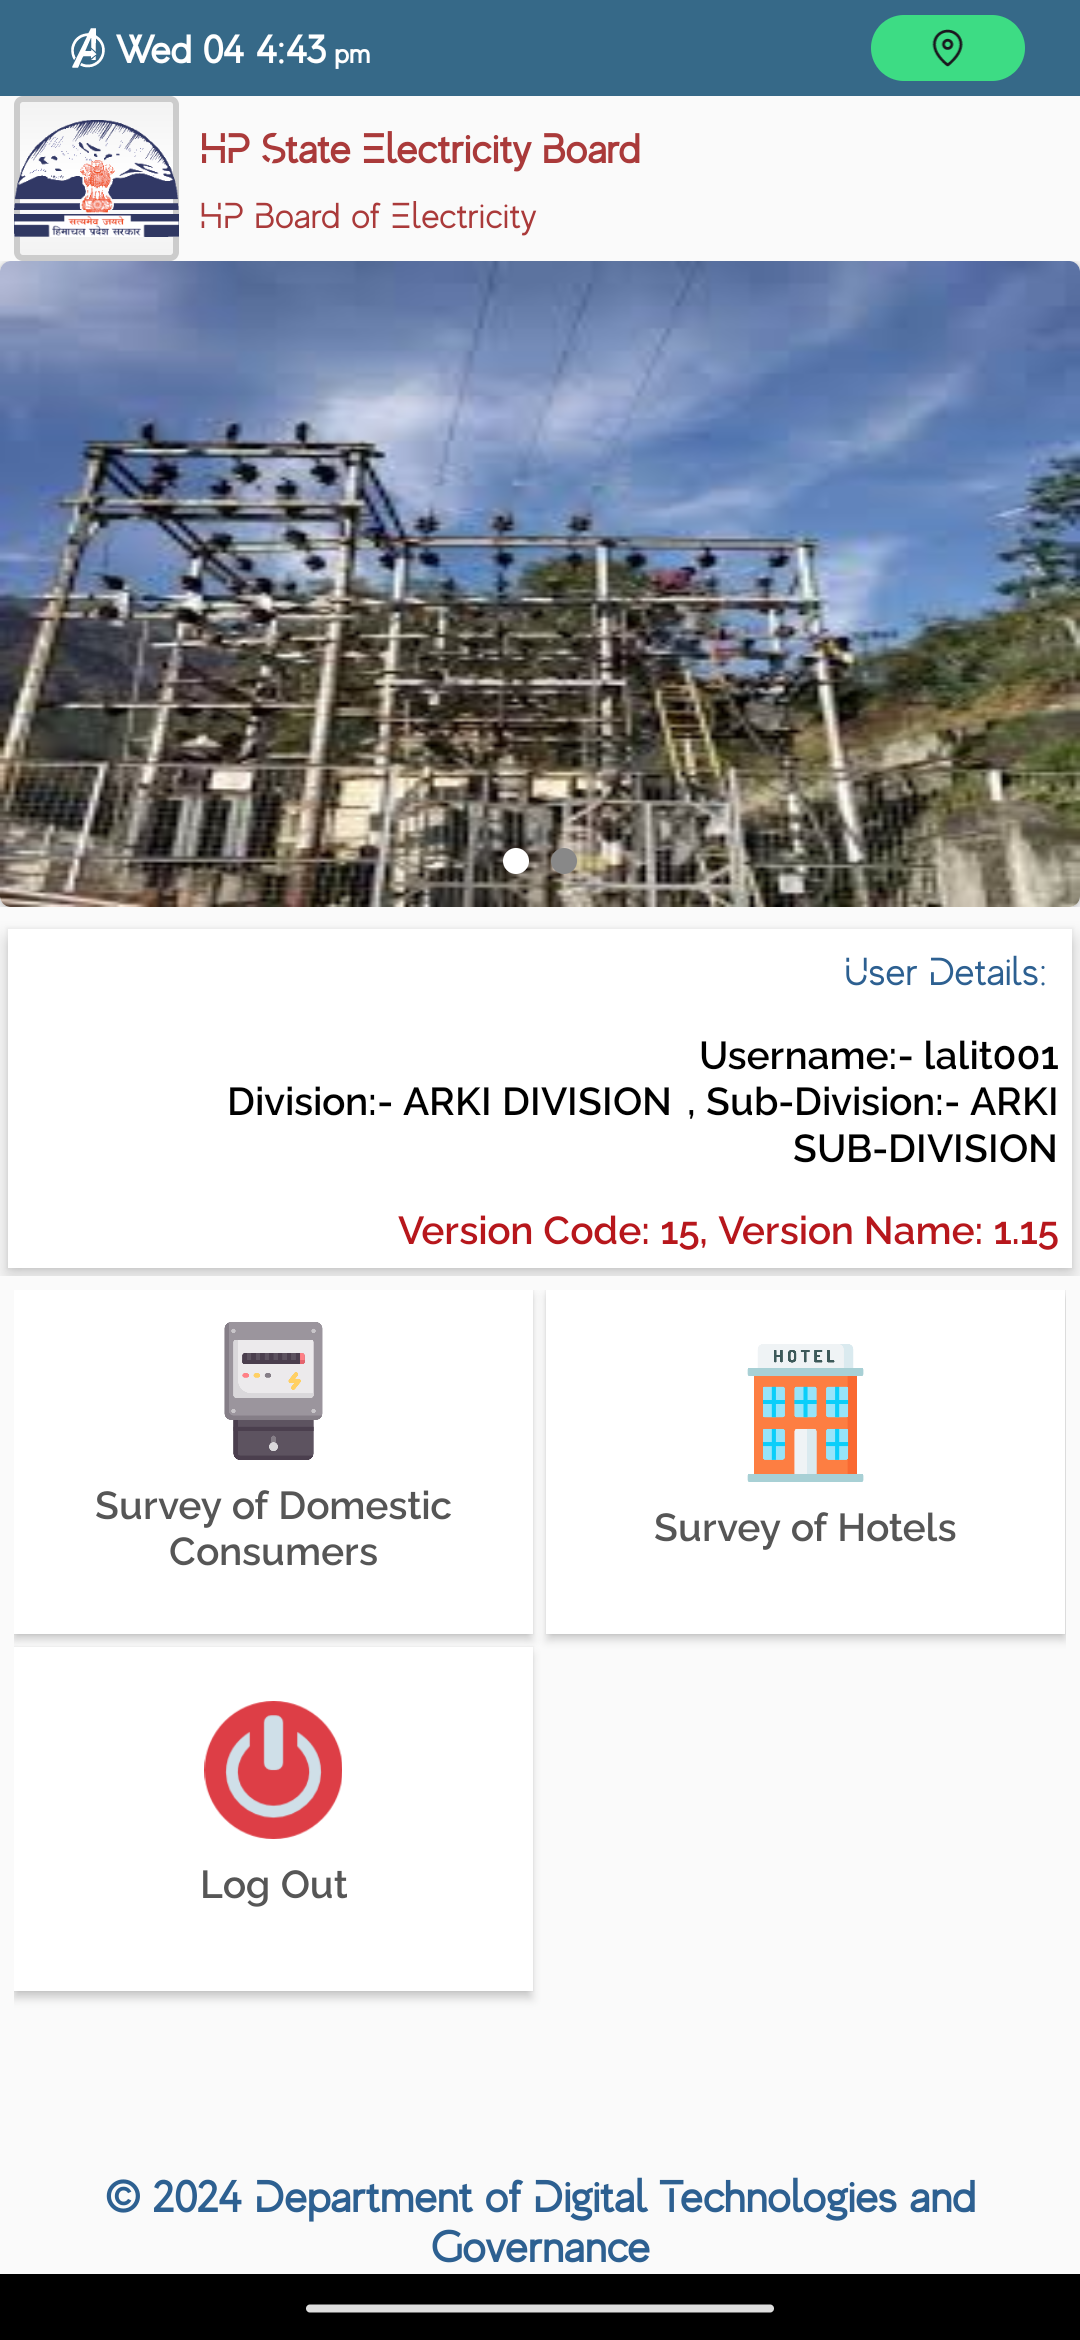 Wed 04 4:43 pm
HP State Electricity Board
HP Board of Electricity
सत्यमेव जयते
हिमाचल प्रदेश सरकार
User Details:
Username:- lalit001
Division:- ARKI DIVISION , Sub-Division:- ARKI
SUB-DIVISION
Version Code: 15, Version Name: 1.15
HOTEL
Survey of Domestic
Consumers
Survey of Hotels
Log Out
© 2024 Department of Digital Technologies and
Governance